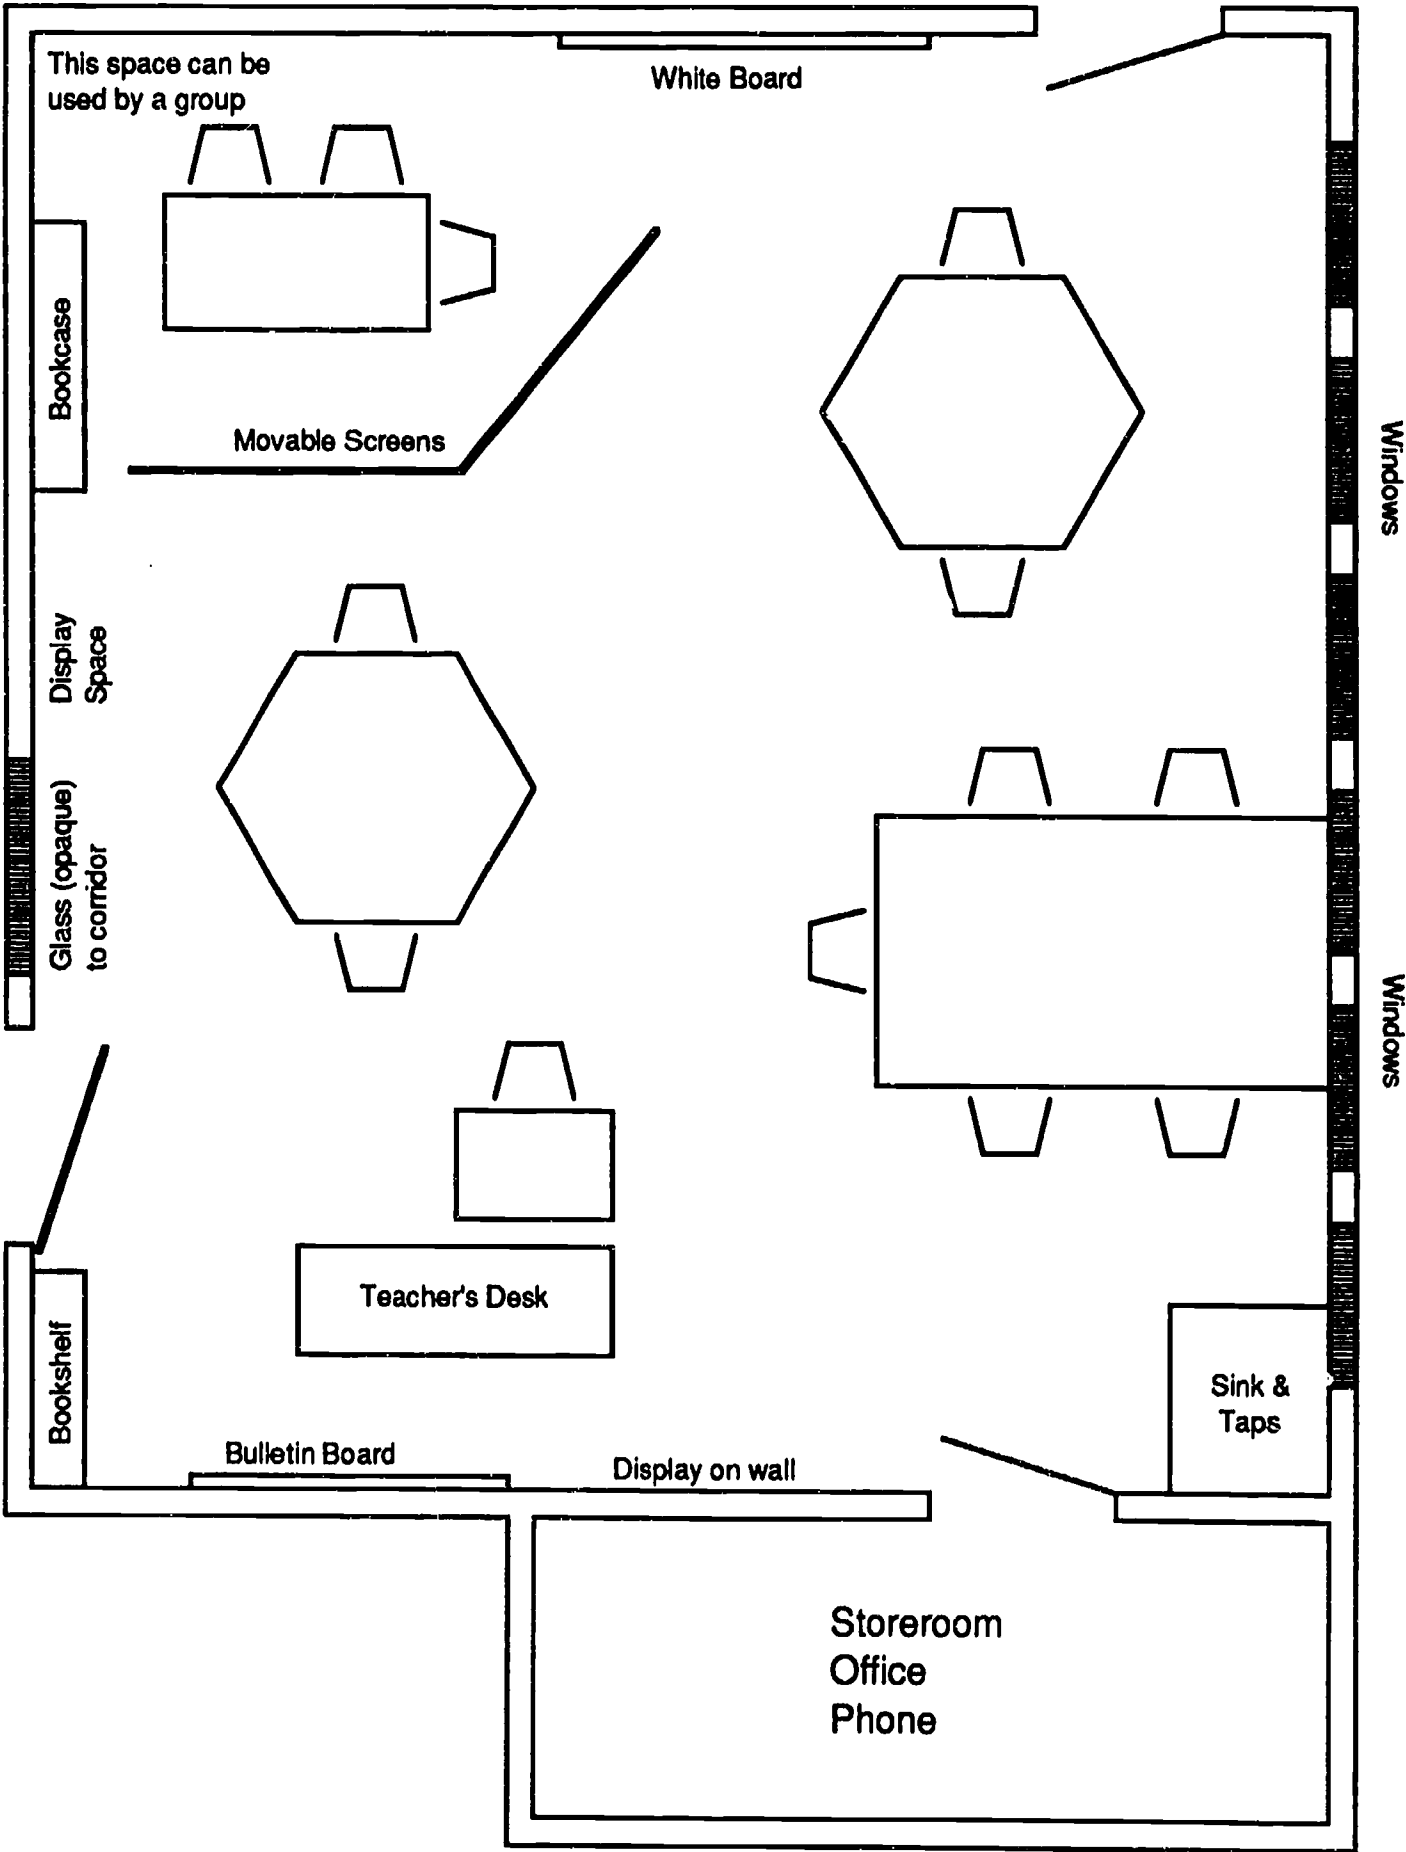 This space can be
used by a group
White Board
Bookcase
Movable Screens
Windows
Display
Space
Glass (opaque)
to corridor
Windows
Teacher's Desk
Bookshelf
Sink &
Taps
Bulletin Board
Display on wall
Storeroom
Office
Phone